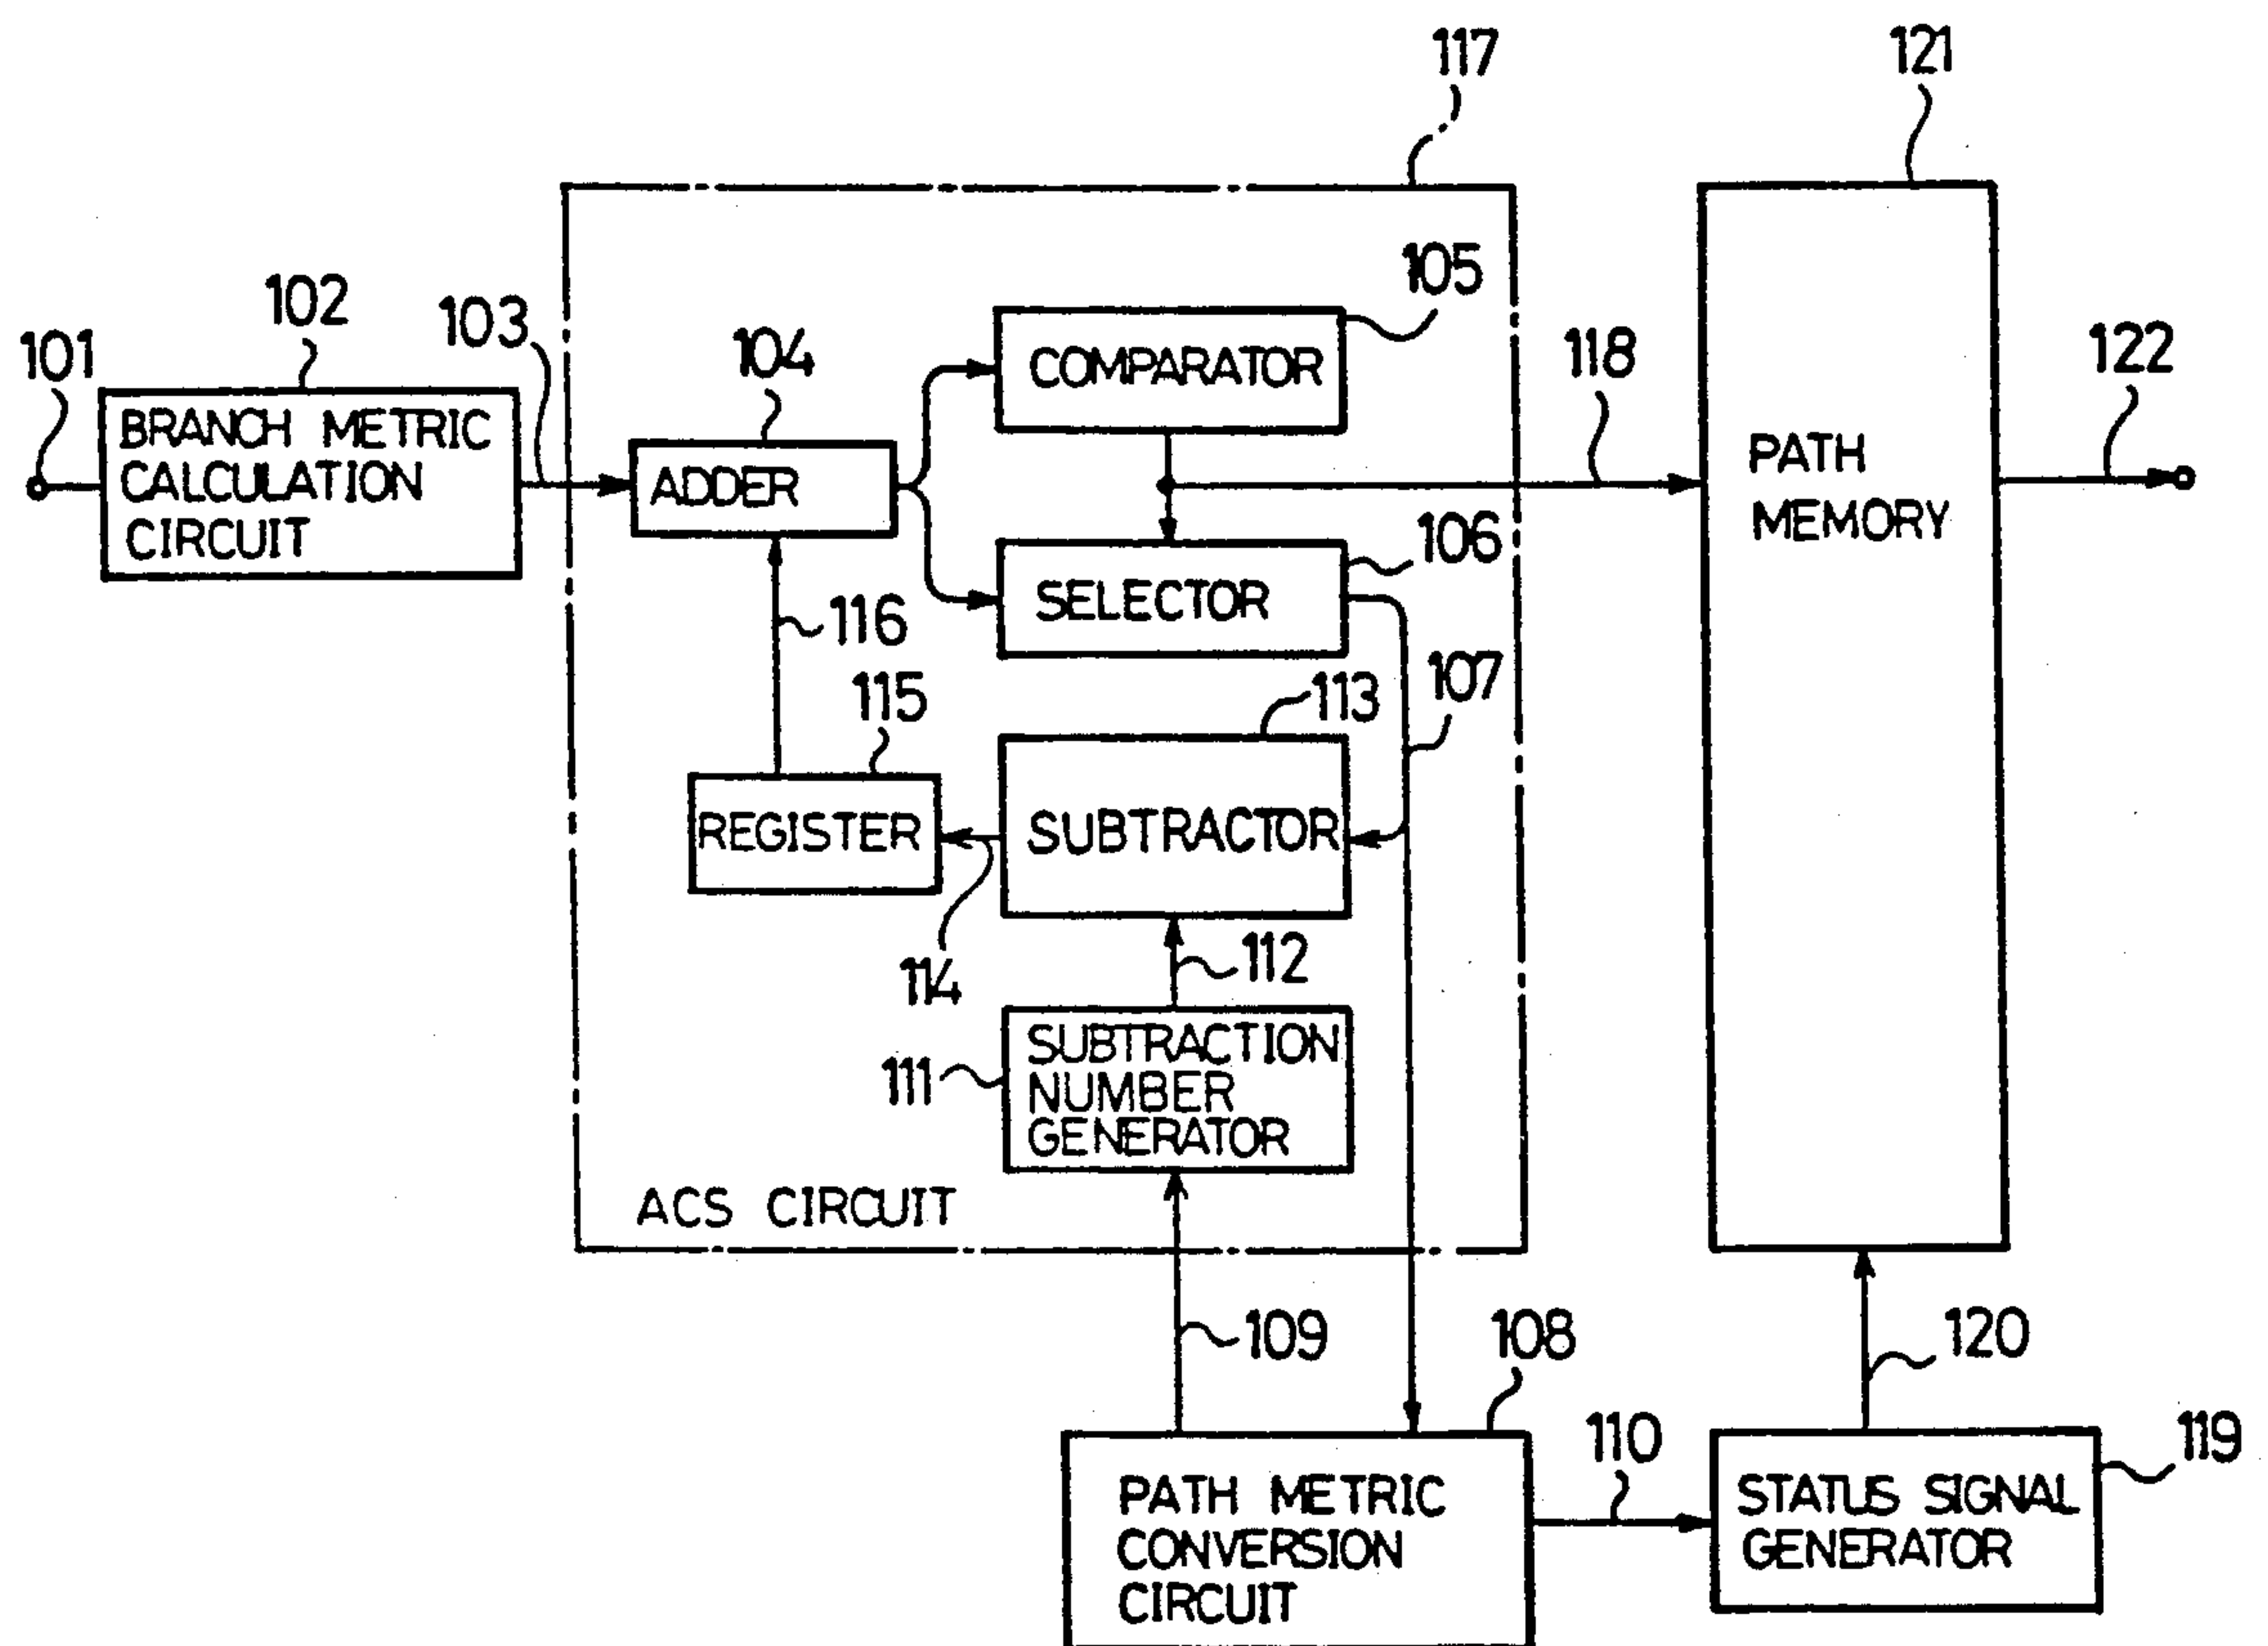 117
121
105
102
103
101
104
COMPARATOR
118
122
BRANCH METRIC
CALCULATION
CIRCUIT
ADDER
PATH
MEMORY
106
SELECTOR
116
107
115
113
REGISTER
SUBTRACTOR
114
112
111
SUBTRACTION
NUMBER
GENERATOR
ACS CIRCUIT
109
108
120
110
119
PATH METRIC
CONVERSION
CIRCUIT
STATUS SIGNAL
GENERATOR